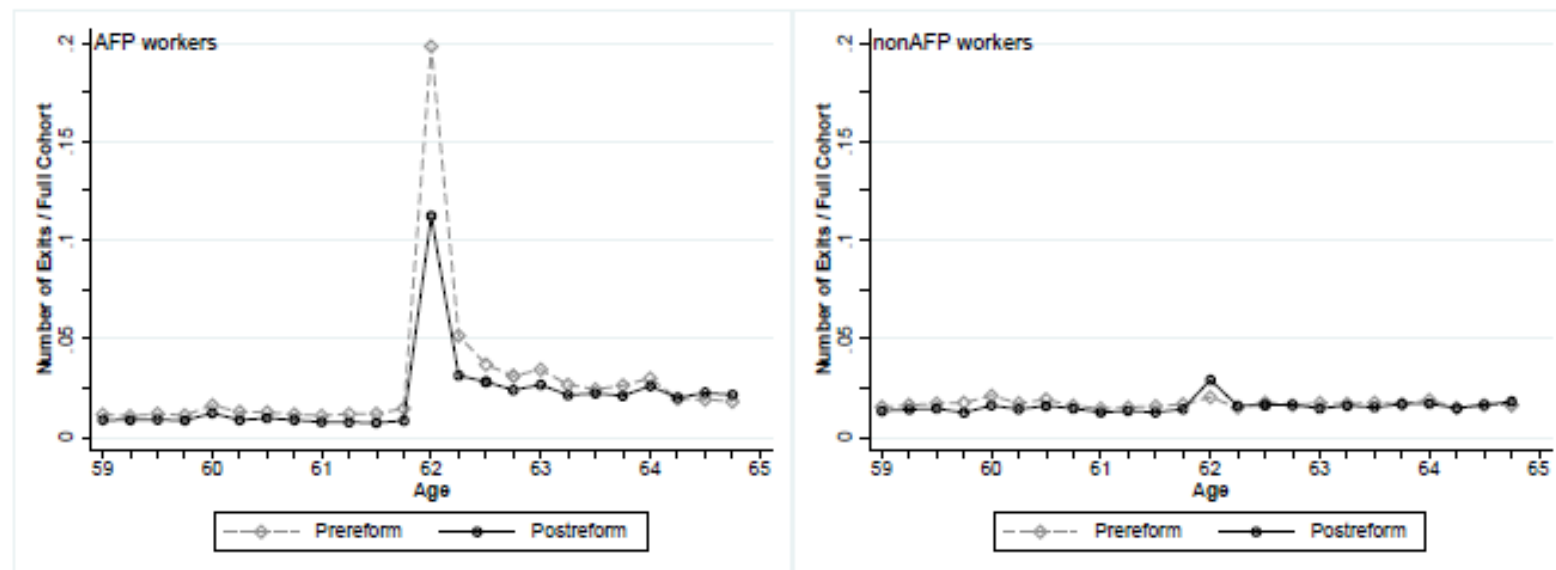 AFP workers
Number of Exits / Full Cohort
.2
.15
.1
.05
0
59 60 61 62 63 64 65
Age
Prereform Postreform
nonAFP workers
Number of Exits / Full Cohort
.2
.15
.1
.05
0
59 60 61 62 63 64 65
Age
Prereform Postreform